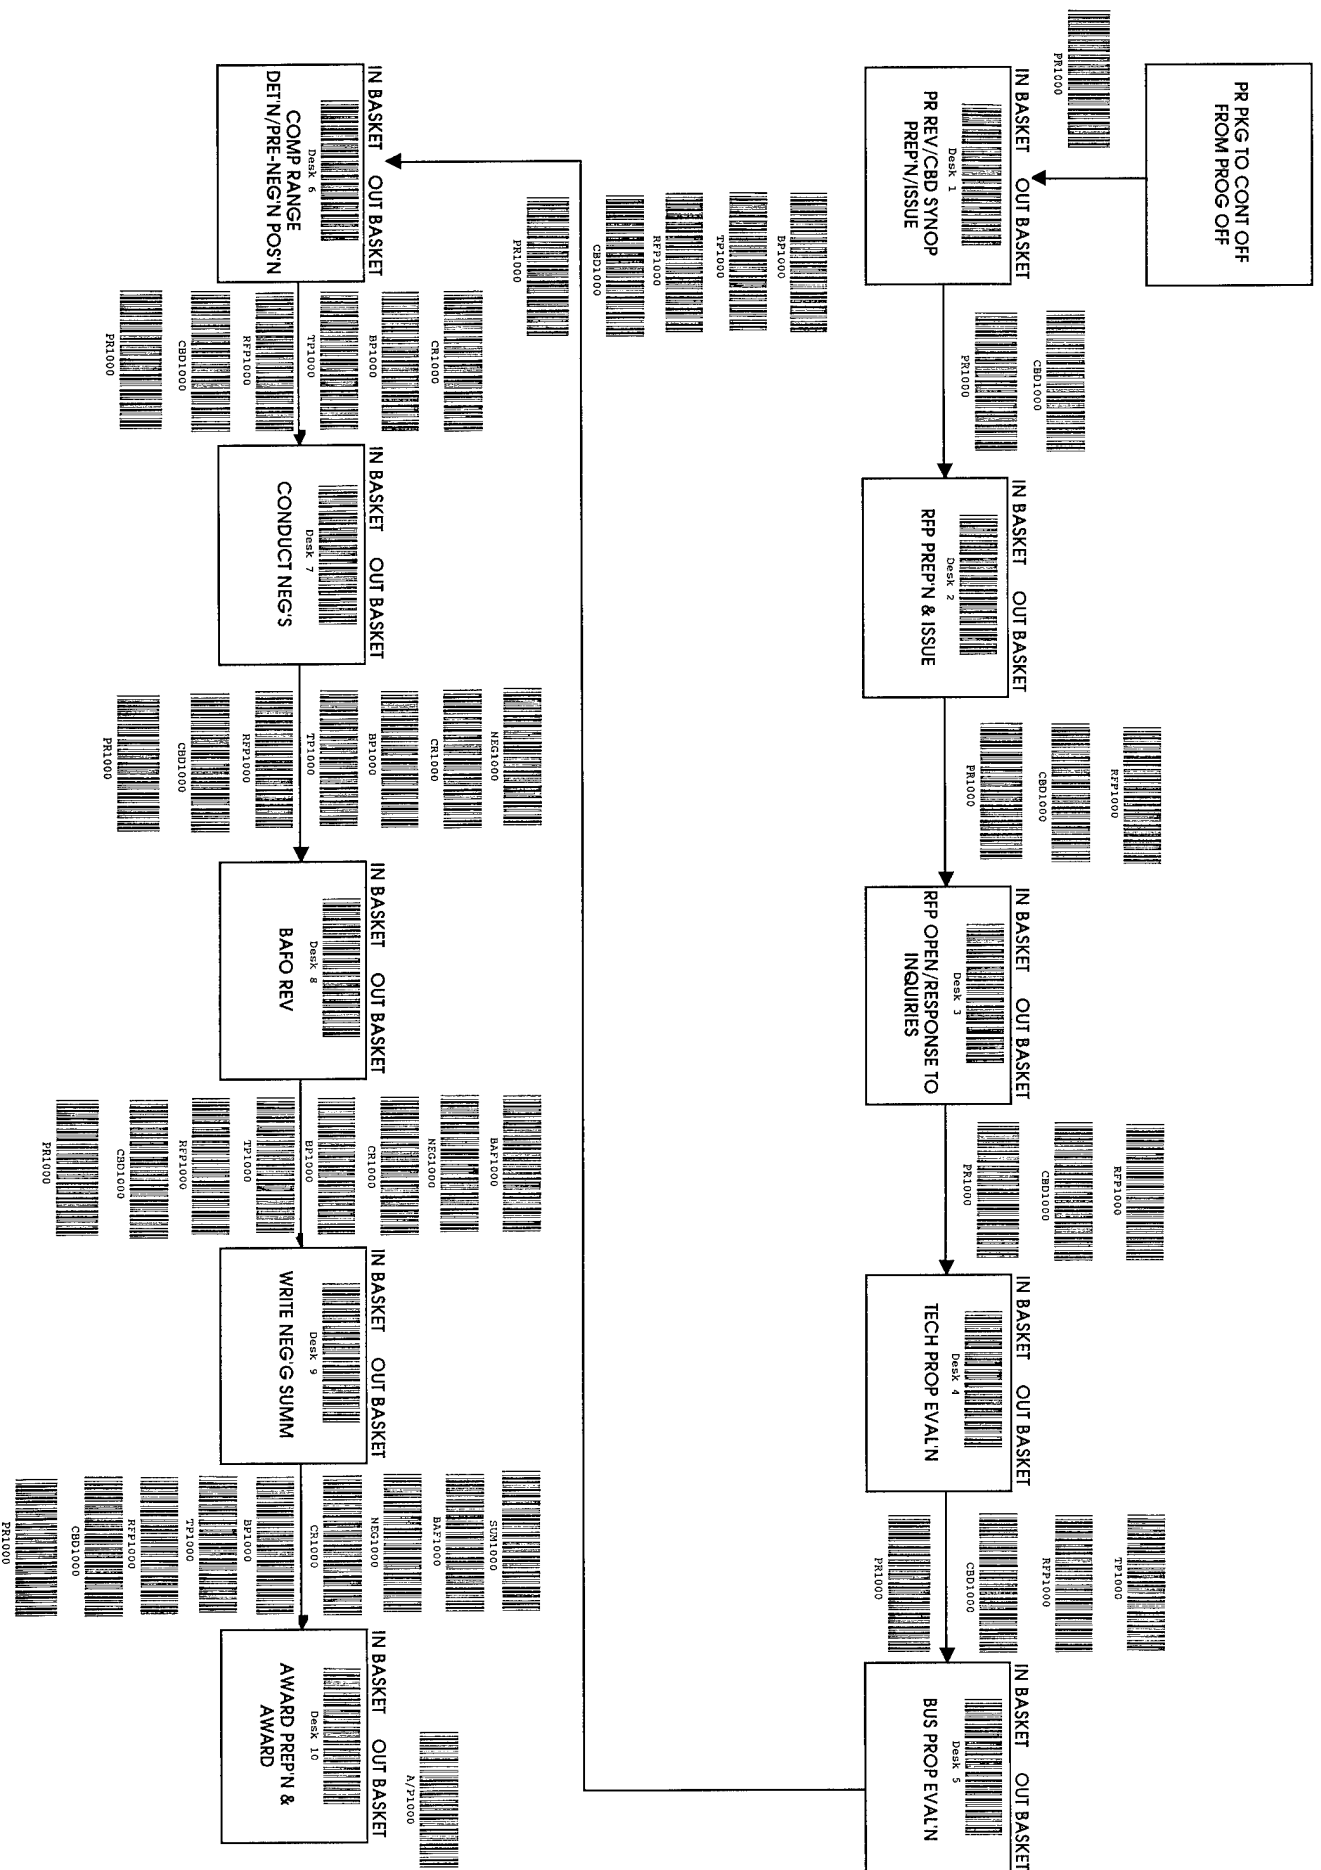 PR PKG TO CONT OFF
FROM PROG OFF
PR1000
IN BASKET OUT BASKET
Desk 1
PR REV/CBD SYNOP
PREP'N/ISSUE
CBD1000
PR1000
IN BASKET OUT BASKET
Desk 2
RFP PREP'N & ISSUE
RFP1000
CBD1000
PR1000
IN BASKET OUT BASKET
Desk 3
RFP OPEN/RESPONSE TO
INQUIRIES
RFP1000
CBD1000
PR1000
IN BASKET OUT BASKET
Desk 4
TECH PROP EVAL'N
TP1000
RFP1000
CBD1000
PR1000
IN BASKET OUT BASKET
Desk 5
BUS PROP EVAL'N
BP1000
TP1000
RFP1000
CBD1000
PR1000
IN BASKET OUT BASKET
Desk 6
COMP RANGE
DET'N/PRE-NEG'N POS'N
CR1000
BP1000
TP1000
RFP1000
CBD1000
PR1000
IN BASKET OUT BASKET
Desk 7
CONDUCT NEG'S
NEG1000
CR1000
BP1000
TP1000
RFP1000
CBD1000
PR1000
IN BASKET OUT BASKET
Desk 8
BAFO REV
BAF1000
NEG1000
CR1000
BP1000
TP1000
RFP1000
CBD1000
PR1000
IN BASKET OUT BASKET
Desk 9
WRITE NEG'G SUMM
SUM1000
BAF1000
NEG1000
CR1000
BP1000
TP1000
RFP1000
CBD1000
PR1000
IN BASKET OUT BASKET
Desk 10
AWARD PREP'N &
AWARD
A/P1000